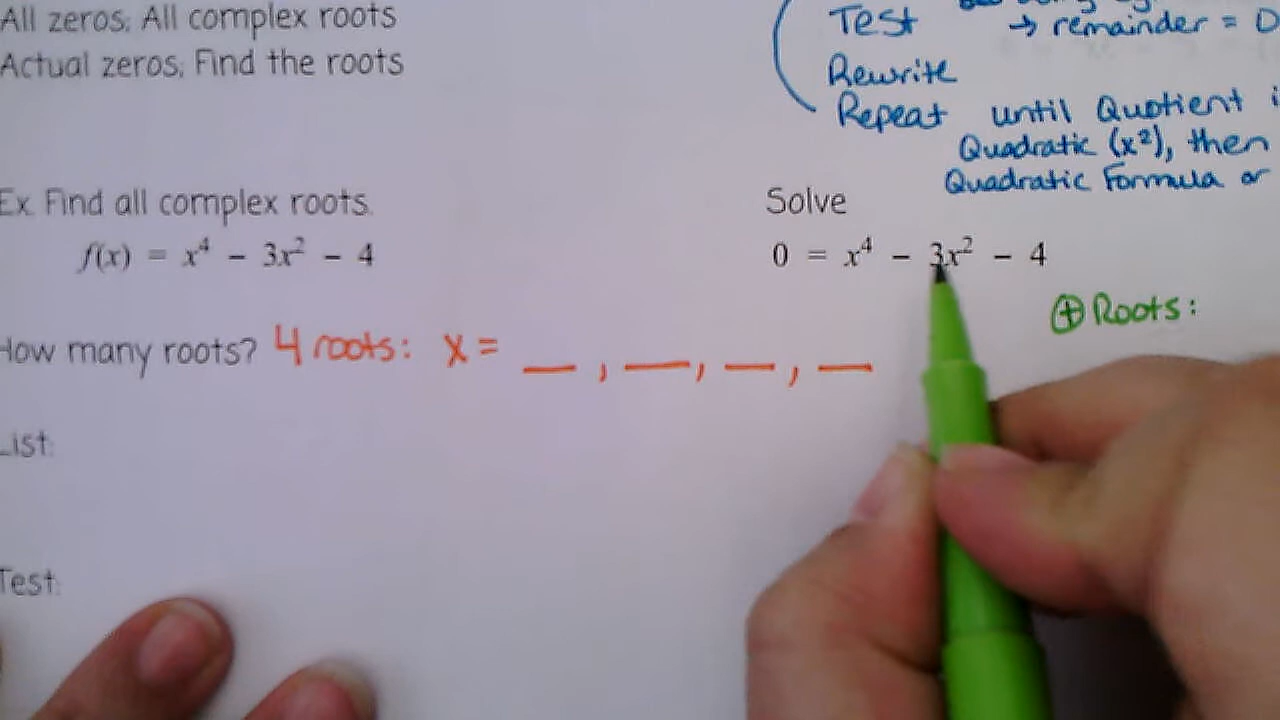 All zeros; All complex roots
Actual zeros; Find the roots
Test
→ remainder = 0
Rewrite
Repeat until Quotient
Quadratic (x²), then
Quadratic Formula or
Ex. Find all complex roots.
f(x) = x⁴ − 3x² − 4
Solve
0 = x⁴ − 3x² − 4
⊕ Roots:
How many roots? 4 roots: x = __ , __ , __ , __
List:
Test: